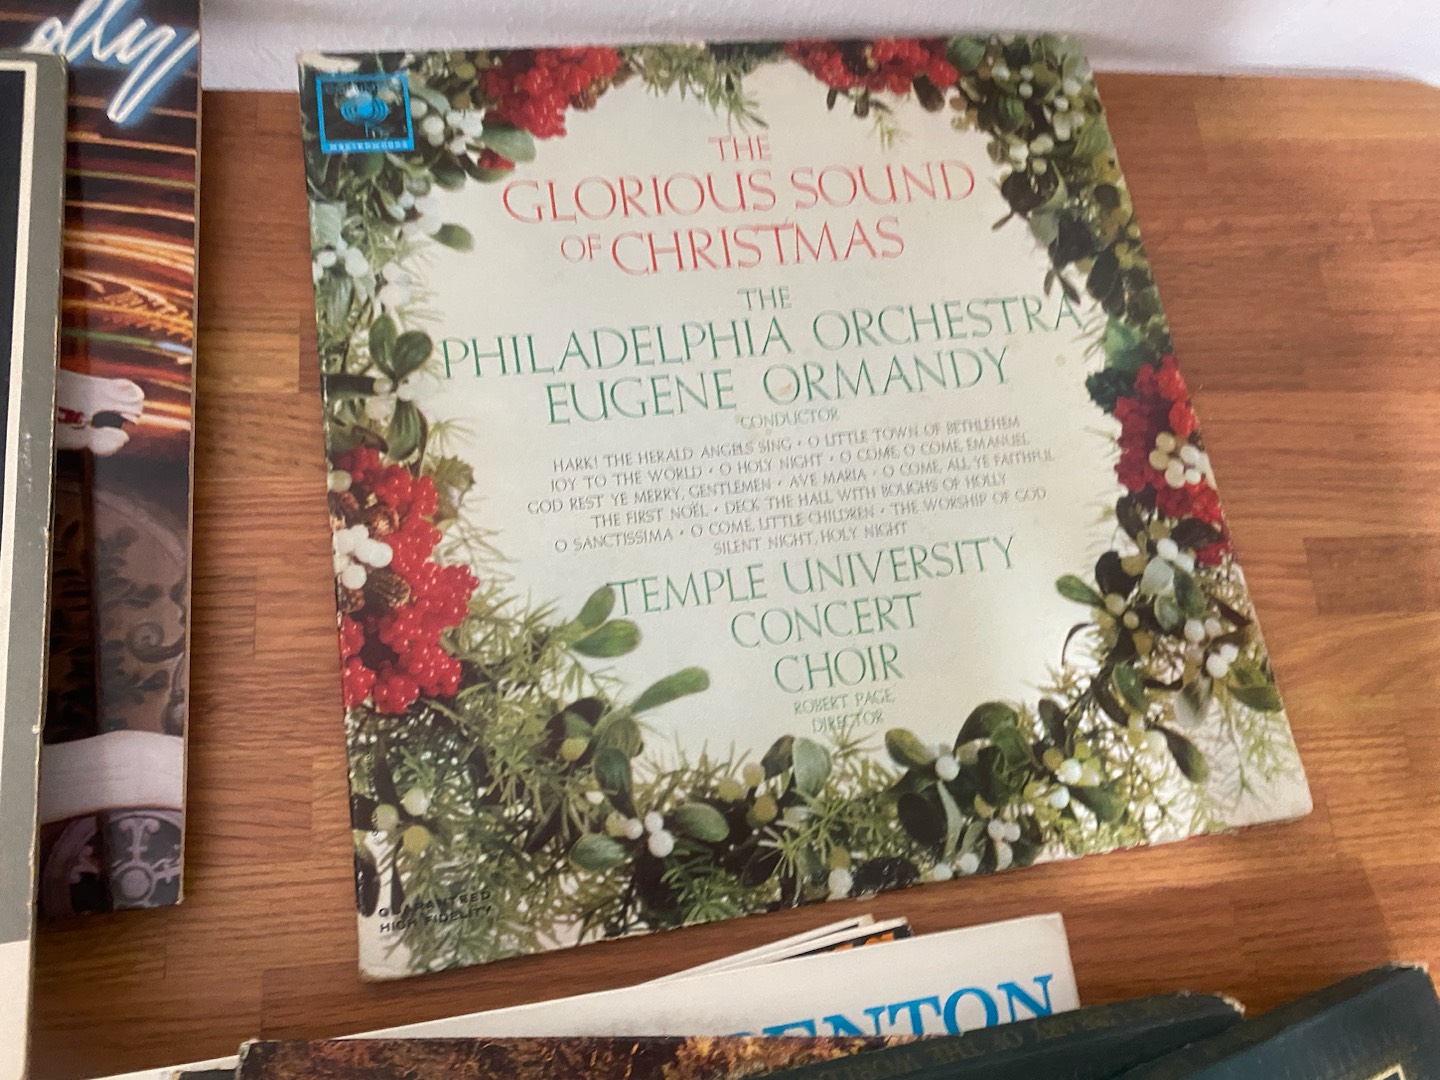 olly
MASTERWORKS
THE
GLORIOUS SOUND
OF CHRISTMAS
THE
PHILADELPHIA ORCHESTRA
EUGENE ORMANDY
CONDUCTOR
HARK! THE HERALD ANGELS SING • O LITTLE TOWN OF BETHLEHEM
JOY TO THE WORLD • O HOLY NIGHT • O COME, O COME, EMANUEL
GOD REST YE MERRY, GENTLEMEN • AVE MARIA • O COME, ALL YE FAITHFUL
THE FIRST NOËL • DECK THE HALL WITH BOUGHS OF HOLLY
O SANCTISSIMA • O COME, LITTLE CHILDREN • THE WORSHIP OF GOD
SILENT NIGHT, HOLY NIGHT
TEMPLE UNIVERSITY
CONCERT
CHOIR
ROBERT PAGE,
DIRECTOR
GUARANTEED
HIGH FIDELITY
ENTON